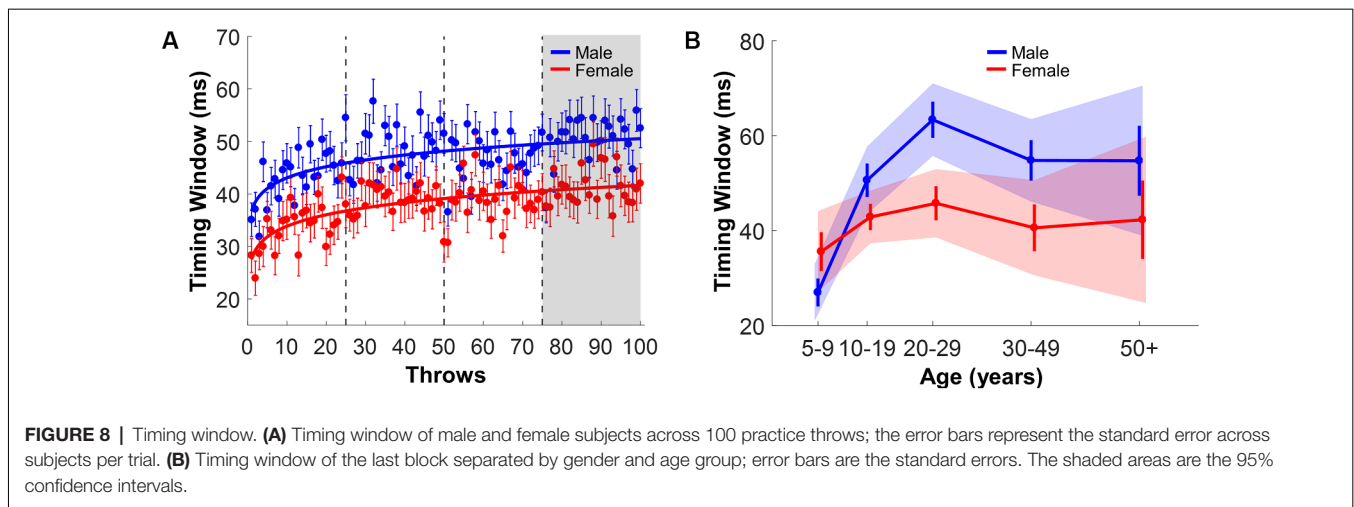 A
70
60
50
40
30
20
Timing Window (ms)
Male
Female
0 10 20 30 40 50 60 70 80 90 100
Throws
B
80
60
40
20
Timing Window (ms)
Male
Female
5-9 10-19 20-29 30-49 50+
Age (years)
FIGURE 8 | Timing window. (A) Timing window of male and female subjects across 100 practice throws; the error bars represent the standard error across
subjects per trial. (B) Timing window of the last block separated by gender and age group; error bars are the standard errors. The shaded areas are the 95%
confidence intervals.